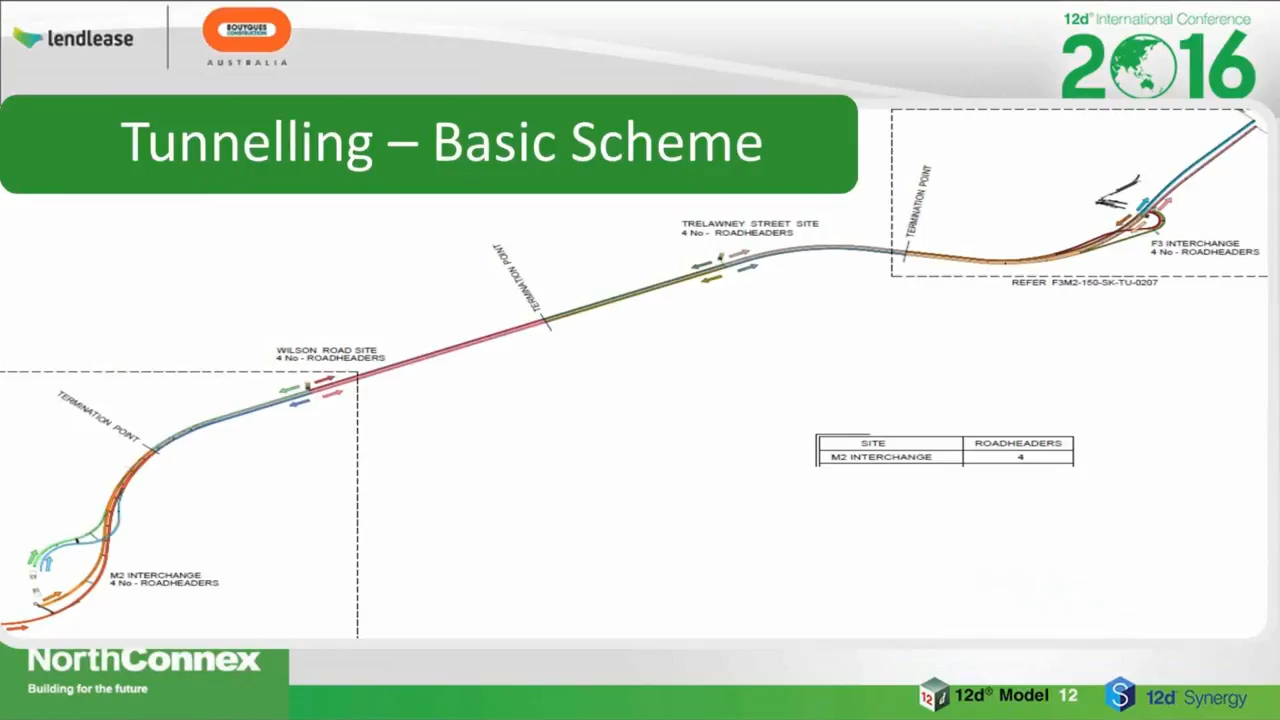 lendlease
BOUYGUES
CONSTRUCTION
AUSTRALIA
12d® International Conference
2016
Tunnelling – Basic Scheme
TERMINATION POINT
TRELAWNEY STREET SITE
4 No - ROADHEADERS
F3 INTERCHANGE
4 No - ROADHEADERS
TERMINATION POINT
REFER F3M2-150-SK-TU-0207
WILSON ROAD SITE
4 No - ROADHEADERS
TERMINATION POINT
SITE ROADHEADERS
M2 INTERCHANGE 4
M2 INTERCHANGE
4 No - ROADHEADERS
NorthConnex
Building for the future
12 12d® Model 12
12d Synergy